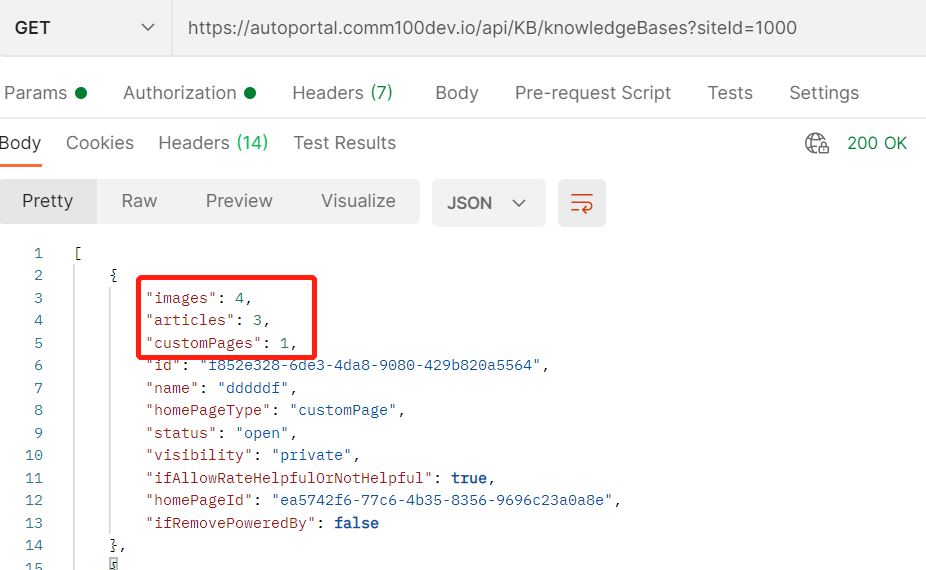 GET https://autoportal.comm100dev.io/api/KB/knowledgeBases?siteId=1000
Params Authorization Headers (7) Body Pre-request Script Tests Settings
Body Cookies Headers (14) Test Results 200 OK
Pretty Raw Preview Visualize JSON
1 [
2 {
3 "images": 4,
4 "articles": 3,
5 "customPages": 1,
6 "id": "f852e328-6de3-4da8-9080-429b820a5564",
7 "name": "dddddf",
8 "homePageType": "customPage",
9 "status": "open",
10 "visibility": "private",
11 "ifAllowRateHelpfulOrNotHelpful": true,
12 "homePageId": "ea5742f6-77c6-4b35-8356-9696c23a0a8e",
13 "ifRemovePoweredBy": false
14 },
15 {